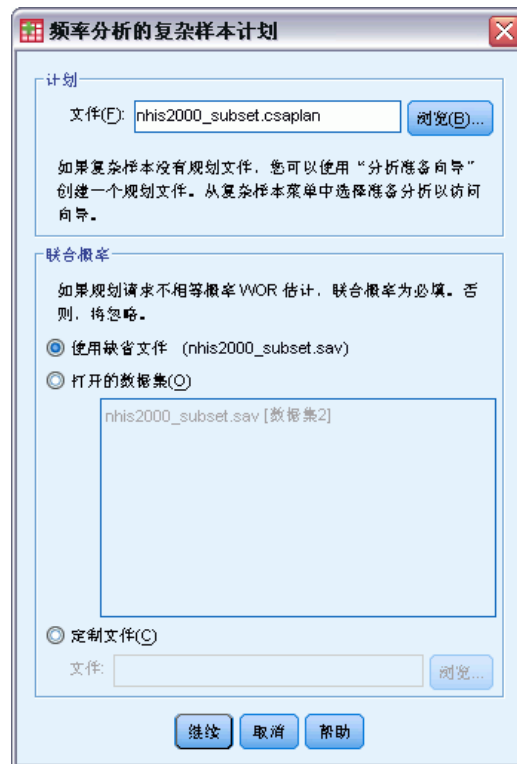 频率分析的复杂样本计划
计划
文件(F): nhis2000_subset.csaplan 浏览(B)...
如果复杂样本没有规划文件，您可以使用“分析准备向导”
创建一个规划文件。从复杂样本菜单中选择准备分析以访问
向导。
联合概率
如果规划请求不相等概率 WOR 估计，联合概率为必填。否
则，将忽略。
使用缺省文件 (nhis2000_subset.sav)
打开的数据集(O)
nhis2000_subset.sav [数据集2]
定制文件(C)
文件: 浏览...
继续 取消 帮助